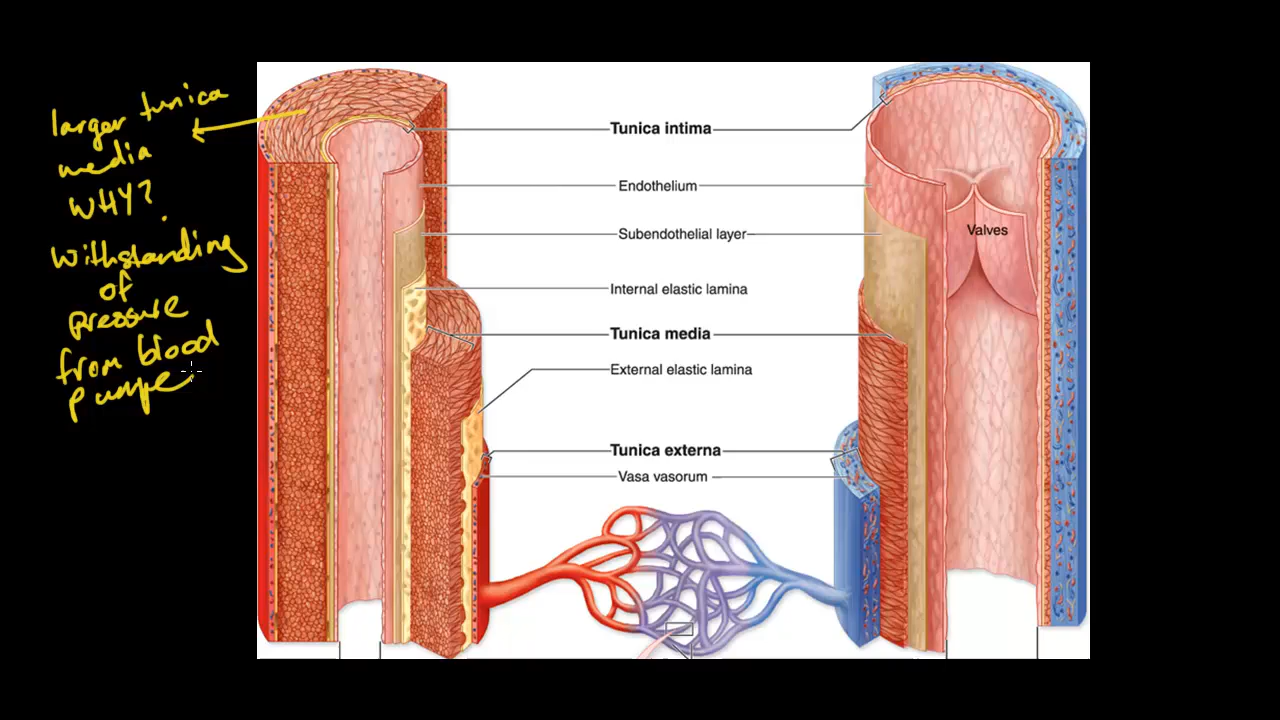 larger tunica
media
WHY?
withstanding
of
pressure
from blood
pumpe
Tunica intima
Endothelium
Subendothelial layer
Valves
Internal elastic lamina
Tunica media
External elastic lamina
Tunica externa
Vasa vasorum